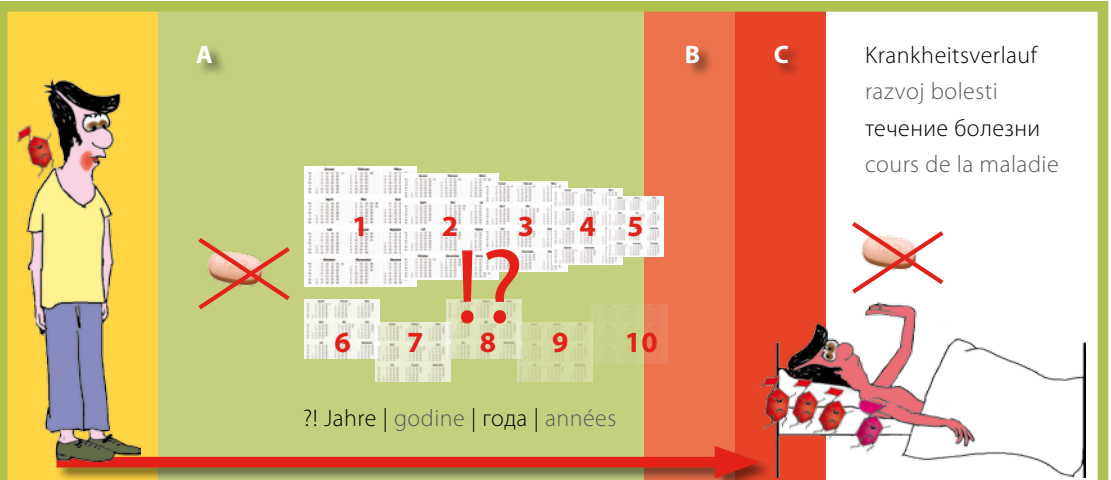 A
B
C
Krankheitsverlauf
razvoj bolesti
течение болезни
cours de la maladie
1
2
3
4
5
!?
6
7
8
9
10
?! Jahre | godine | года | années